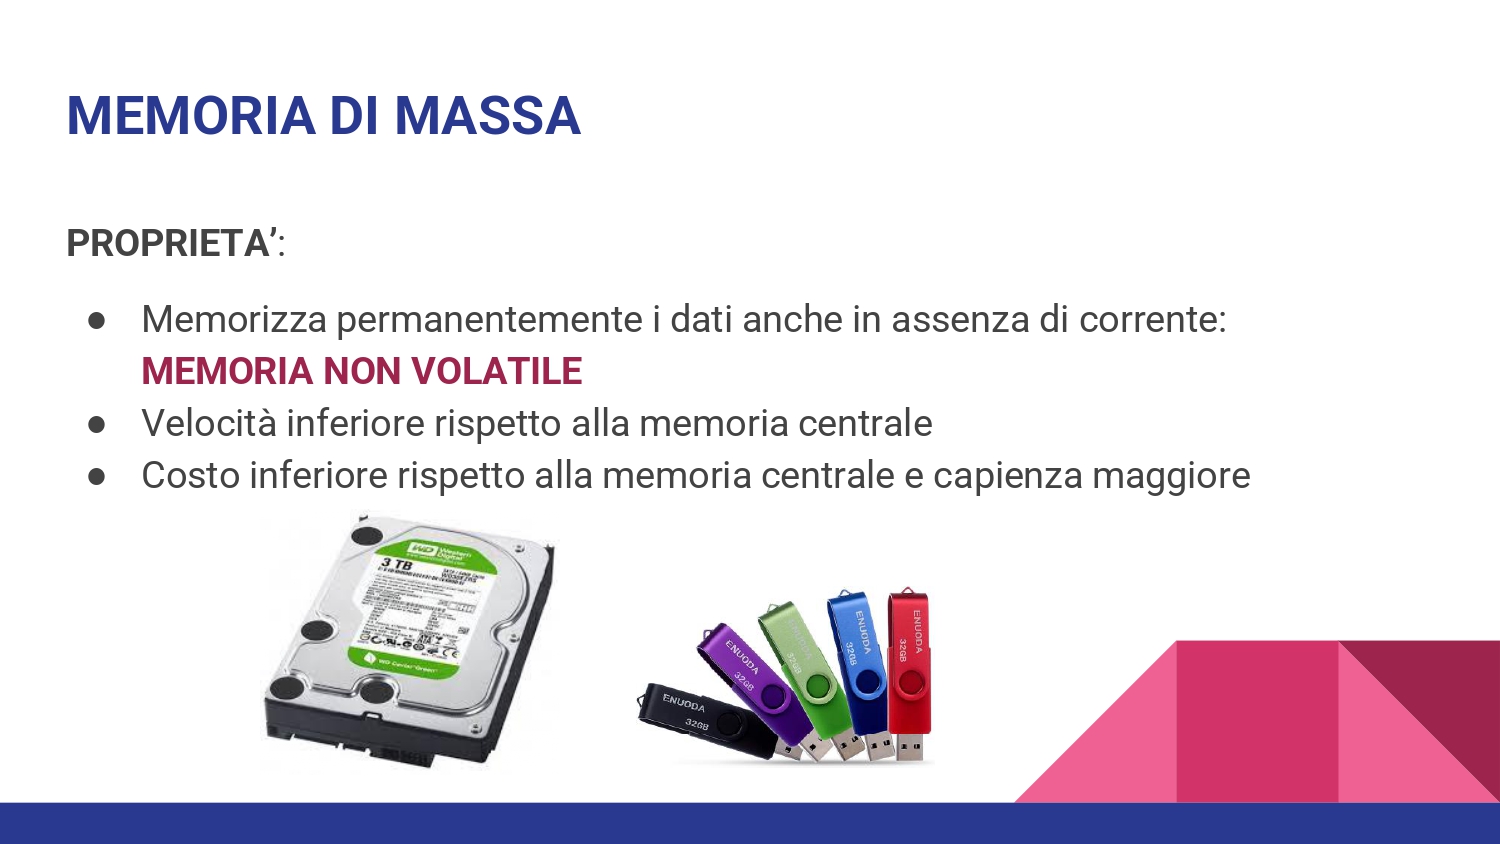 MEMORIA DI MASSA
PROPRIETA’:
● Memorizza permanentemente i dati anche in assenza di corrente:
MEMORIA NON VOLATILE
● Velocità inferiore rispetto alla memoria centrale
● Costo inferiore rispetto alla memoria centrale e capienza maggiore
WD Western
Digital
3 TB
WD Caviar Green
ENUODA
32GB
ENUODA
32GB
32GB
ENUODA
32GB
ENUODA
32GB